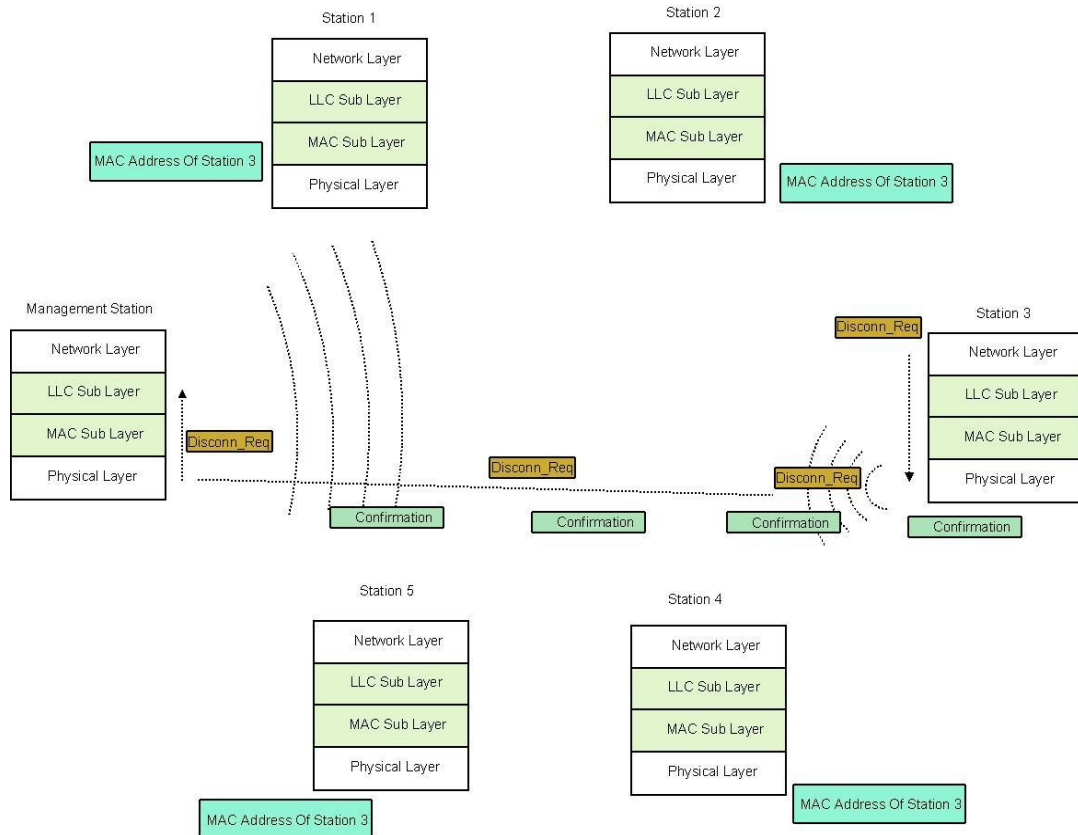 Station 1
Network Layer
LLC Sub Layer
MAC Sub Layer
Physical Layer
MAC Address Of Station 3
Station 2
Network Layer
LLC Sub Layer
MAC Sub Layer
Physical Layer
MAC Address Of Station 3
Management Station
Network Layer
LLC Sub Layer
MAC Sub Layer
Physical Layer
Disconn_Req
Disconn_Req
Disconn_Req
Disconn_Req
Station 3
Network Layer
LLC Sub Layer
MAC Sub Layer
Physical Layer
Confirmation
Confirmation
Confirmation
Confirmation
Station 5
Network Layer
LLC Sub Layer
MAC Sub Layer
Physical Layer
MAC Address Of Station 3
Station 4
Network Layer
LLC Sub Layer
MAC Sub Layer
Physical Layer
MAC Address Of Station 3